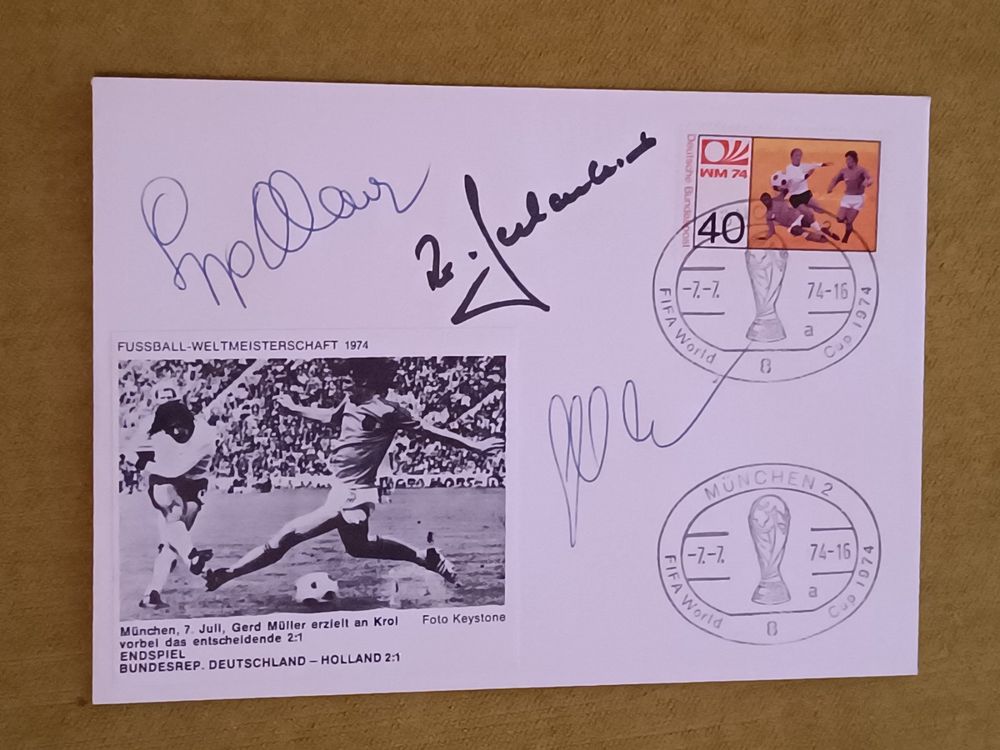 Deutsche Bundespost
WM 74
40
-7.-7.
74-16
a
FIFA World
Cup 1974
8
FUSSBALL-WELTMEISTERSCHAFT 1974
München, 7. Juli, Gerd Müller erzielt an Krol
vorbei das entscheidende 2:1
Foto Keystone
ENDSPIEL
BUNDESREP. DEUTSCHLAND – HOLLAND 2:1
MÜNCHEN 2
-7.-7.
74-16
a
FIFA World
Cup 1974
8